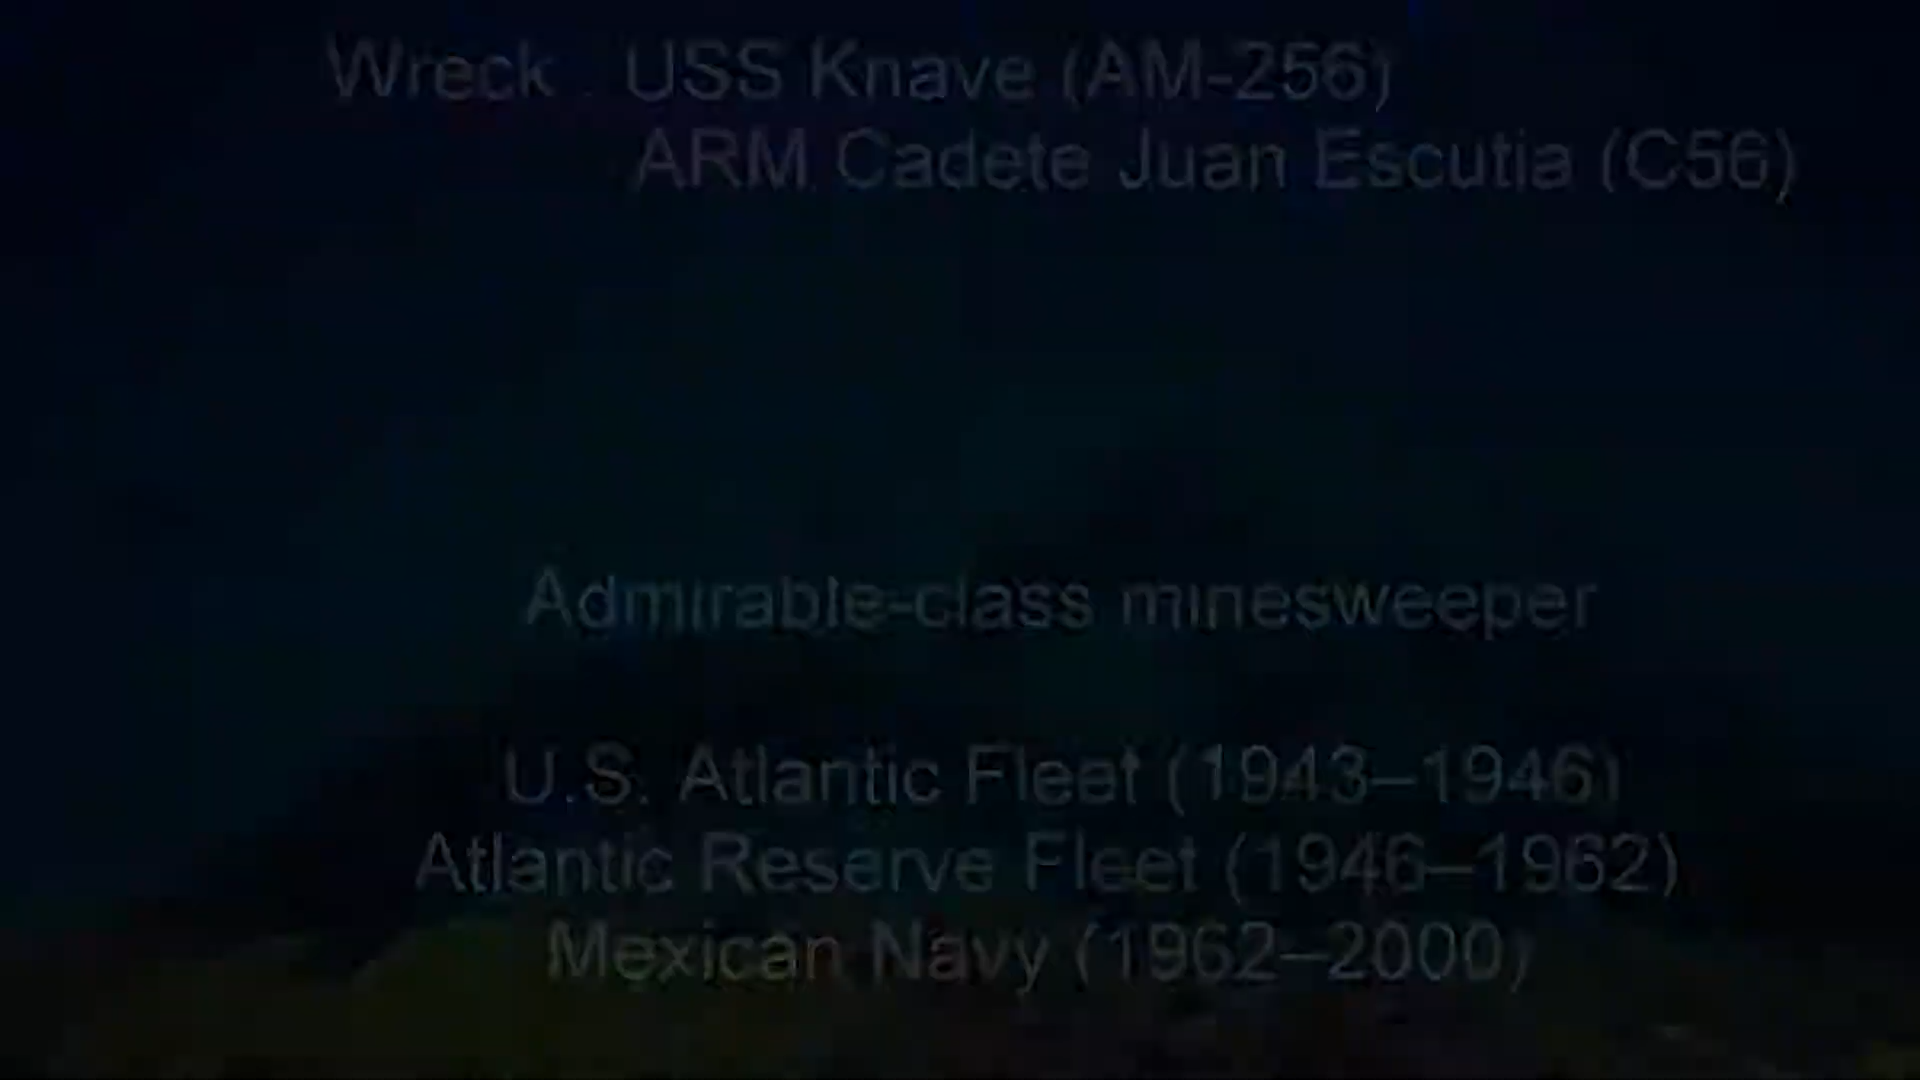 Wreck : USS Knave (AM-256)
ARM Cadete Juan Escutia (C56)
Admirable-class minesweeper
U.S. Atlantic Fleet (1943–1946)
Atlantic Reserve Fleet (1946–1962)
Mexican Navy (1962–2000)